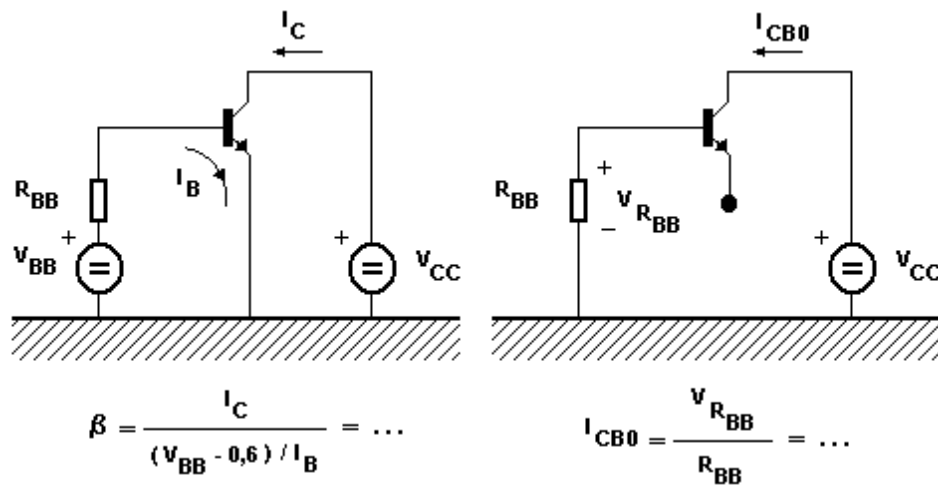 I_C
I_CB0
R_BB
I_B
+
V_BB
+
V_CC
R_BB
+
V_R_BB
−
+
V_CC
β = I_C / (V_BB - 0,6) / I_B = ...
I_CB0 = V_R_BB / R_BB = ...